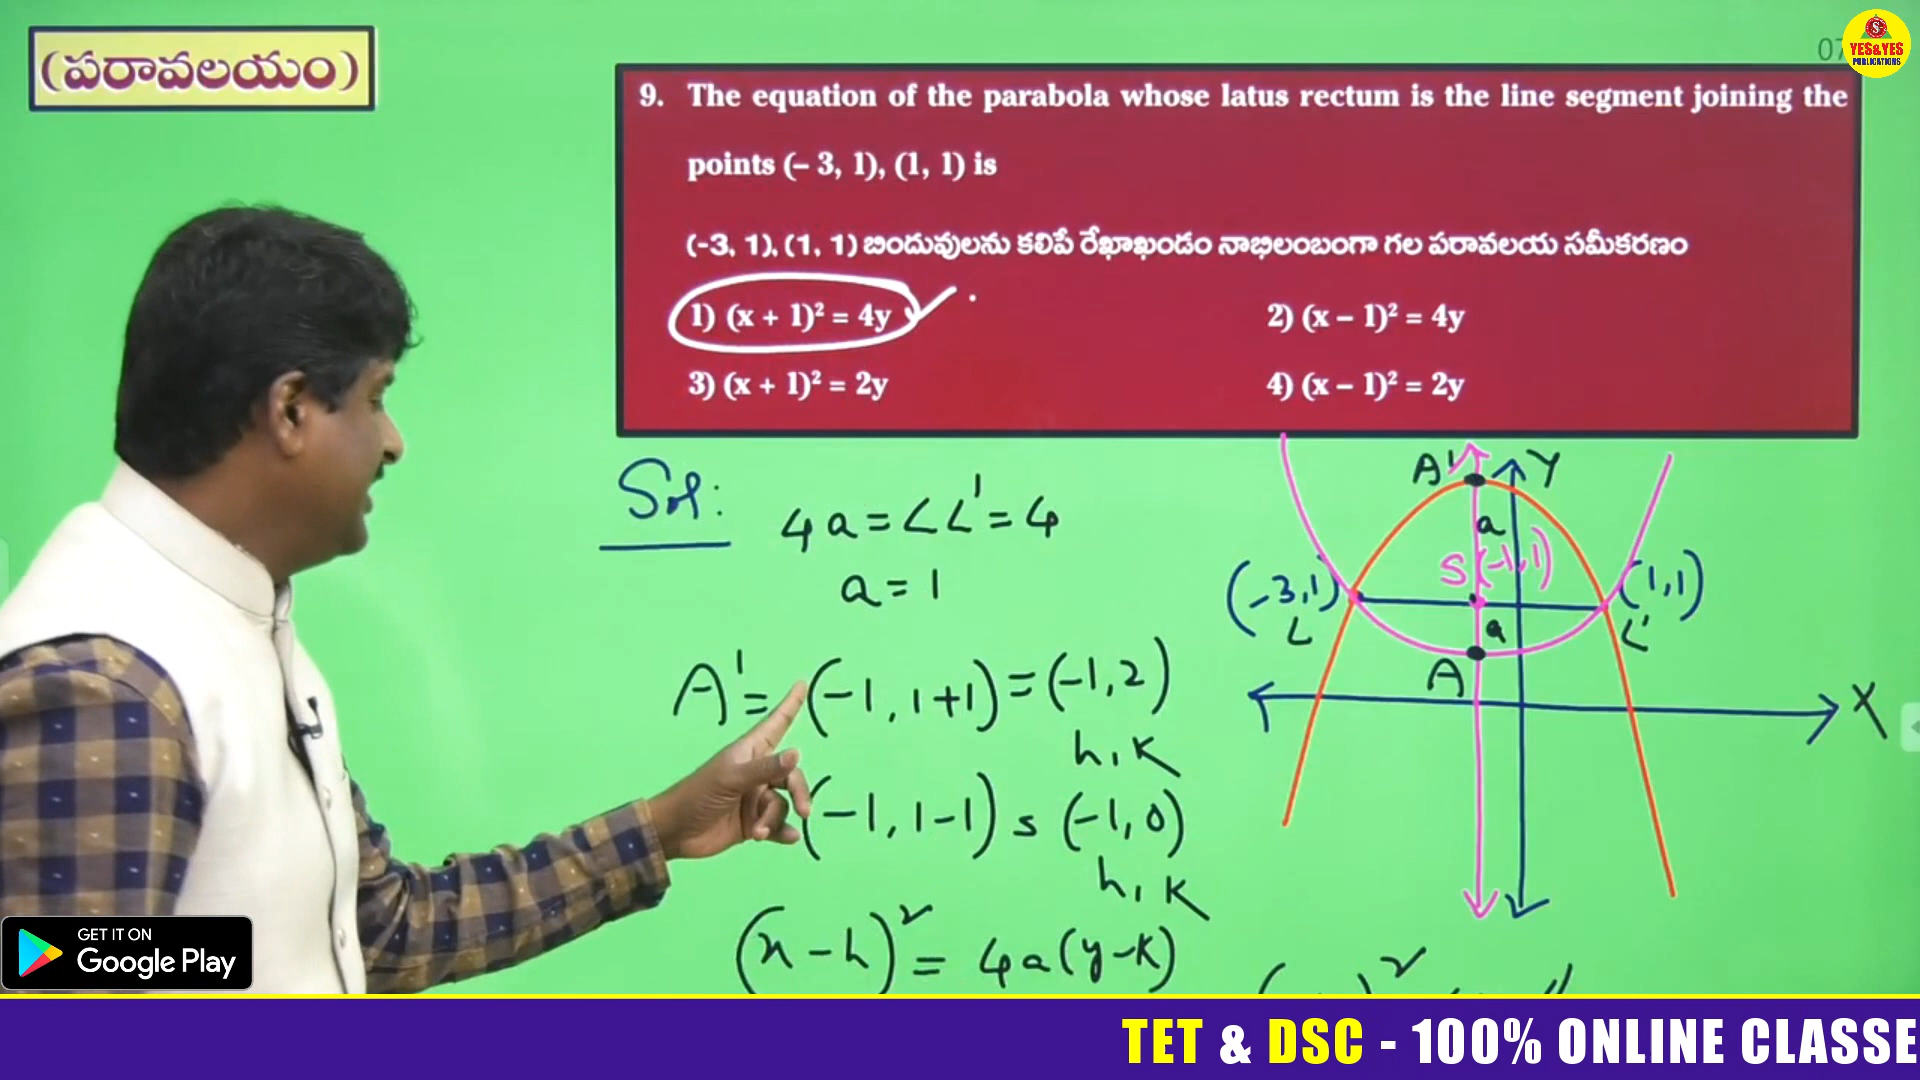 (పరావలయం)
07
YES&YES
PUBLICATIONS
9. The equation of the parabola whose latus rectum is the line segment joining the
points (– 3, 1), (1, 1) is
(-3, 1), (1, 1) బిందువులను కలిపే రేఖాఖండం నాభిలంబంగా గల పరావలయ సమీకరణం
1) (x + 1)² = 4y
2) (x – 1)² = 4y
3) (x + 1)² = 2y
4) (x – 1)² = 2y
Sol:
4a = LL' = 4
a = 1
A' = (-1, 1+1) = (-1, 2)
h, k
(-1, 1-1) = (-1, 0)
h, k
(x-h)² = 4a(y-k)
A'
Y
a
S(-1,1)
(-3,1)
L
(1,1)
L'
a
A
X
GET IT ON
Google Play
TET & DSC - 100% ONLINE CLASSE